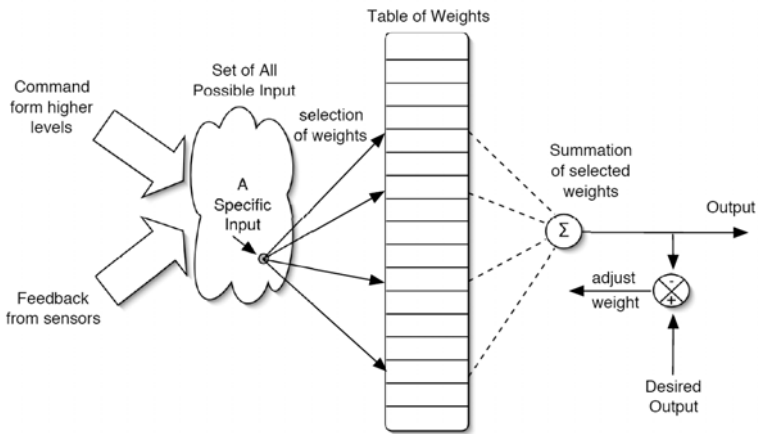 Table of Weights
Command
form higher
levels
Set of All
Possible Input
selection
of weights
A
Specific
Input
Summation
of selected
weights
Σ
Output
-
+
adjust
weight
Feedback
from sensors
Desired
Output